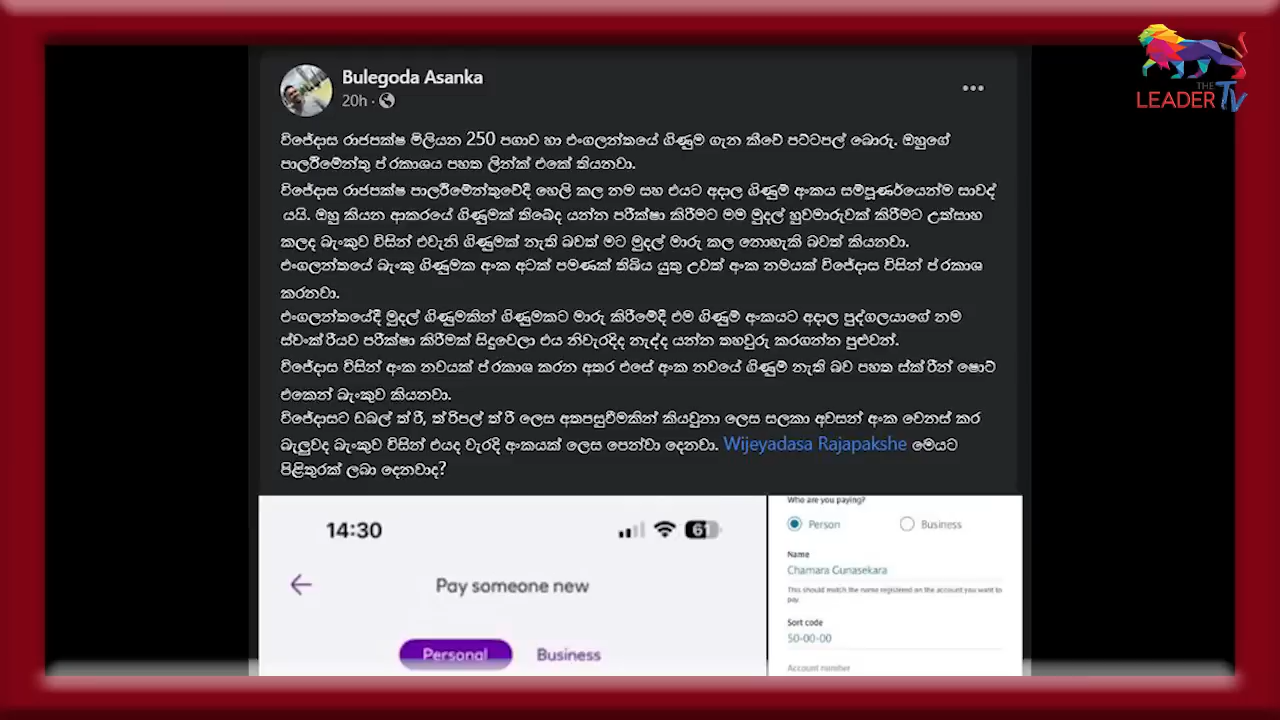 THE
LEADER TV
Bulegoda Asanka
20h ·
විජේදාස රාජපක්ෂ මිලියන 250 පගාව හා එංගලන්තයේ ගිණුම ගැන කීවේ පට්ටපල් බොරු. ඔහුගේ
පාර්ලිමේන්තු ප්‍රකාශය පහත ලින්ක් එකේ තියනවා.
විජේදාස රාජපක්ෂ පාර්ලිමේන්තුවේදී හෙලි කල නම සහ එයට අදාල ගිණුම් අංකය සම්පූර්ණයෙන්ම සාවද්‍
යයි. ඔහු කියන ආකරයේ ගිණුමක් තිබේද යන්න පරීක්ෂා කිරීමට මම මුදල් හුවමාරුවක් කිරීමට උත්සාහ
කලද බැංකුව විසින් එවැනි ගිණුමක් නැති බවත් මට මුදල් මාරු කල නොහැකි බවත් කියනවා.
එංගලන්තයේ බැංකු ගිණුමක අංක අටක් පමණක් තිබිය යුතු උවත් අංක නමයක් විජේදාස විසින් ප්‍රකාශ
කරනවා.
එංගලන්තයේදී මුදල් ගිණුමකින් ගිණුමකට මාරු කිරීමේදී එම ගිණුම් අංකයට අදාල පුද්ගලයාගේ නම
ස්වංක්‍රීයව පරීක්ෂා කිරීමක් සිදුවෙලා එය නිවැරදිද නැද්ද යන්න තහවුරු කරගන්න පුළුවන්.
විජේදාස විසින් අංක නවයක් ප්‍රකාශ කරන අතර එසේ අංක නවයේ ගිණුම් නැති බව පහත ස්ක්‍රීන් ෂොට්
එකෙන් බැංකුව කියනවා.
විජේදාසට ඩබල් ත්‍රී, ත්‍රිපල් ත්‍රී ලෙස අතපසුවීමකින් කියවුනා ලෙස සලකා අවසන් අංක වෙනස් කර
බැලුවද බැංකුව විසින් එයද වැරදි අංකයක් ලෙස පෙන්වා දෙනවා. Wijeyadasa Rajapakshe මෙයට
පිළිතුරක් ලබා දෙනවාද?
14:30
61
Pay someone new
Personal
Business
Who are you paying?
Person
Business
Name
Chamara Gunasekara
This should match the name registered on the account you want to
pay
Sort code
50-00-00
Account number